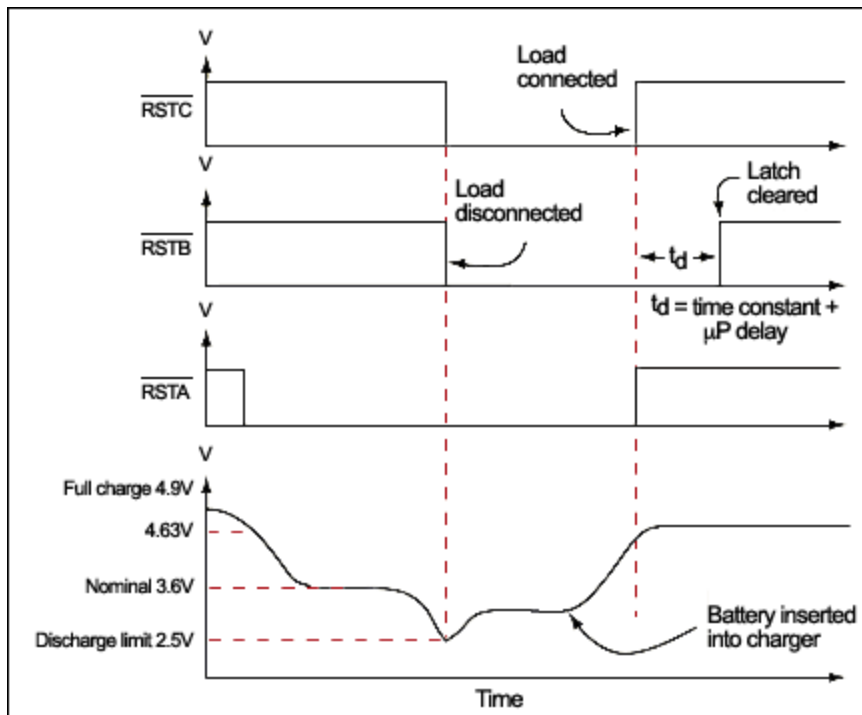 V
Load
connected
RSTC
V
Load
disconnected
Latch
cleared
RSTB
td
td = time constant +
μP delay
V
RSTA
V
Full charge 4.9V
4.63V
Nominal 3.6V
Discharge limit 2.5V
Battery inserted
into charger
Time